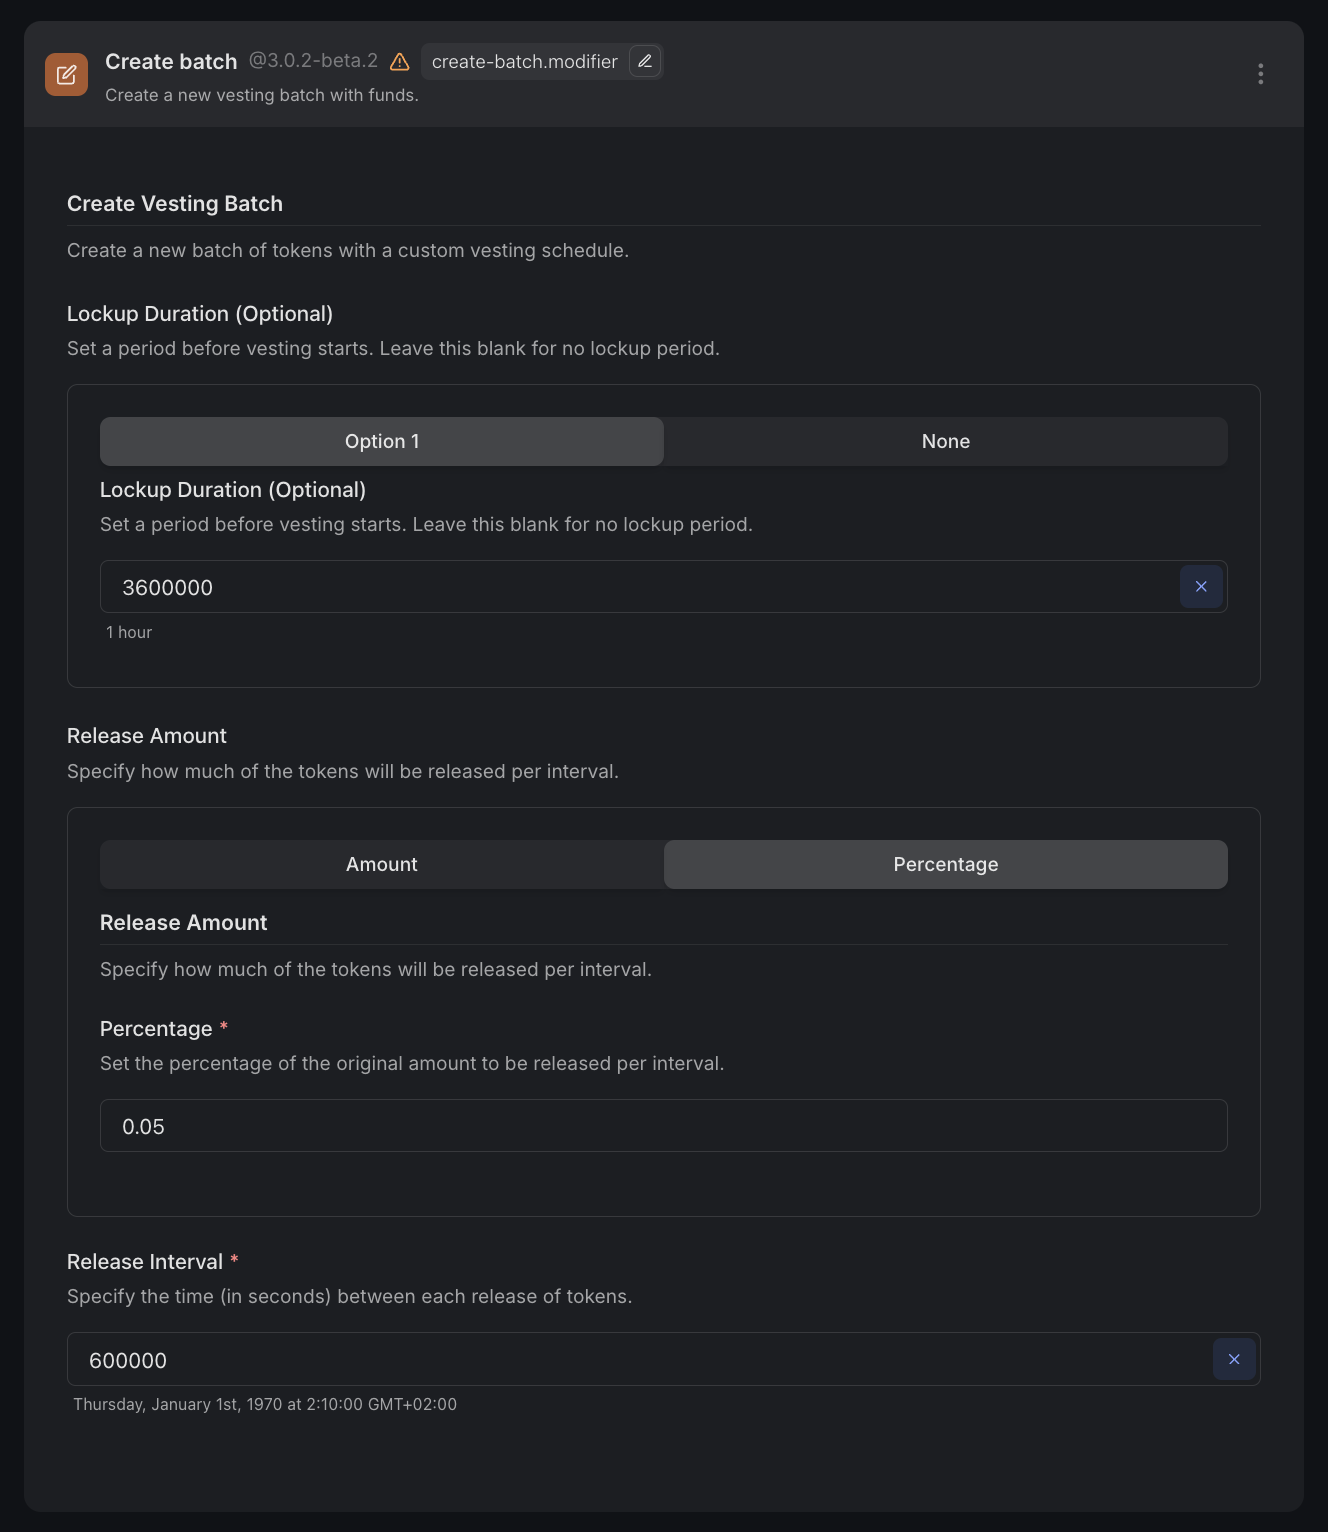 Create batch @3.0.2-beta.2 create-batch.modifier
Create a new vesting batch with funds.
Create Vesting Batch
Create a new batch of tokens with a custom vesting schedule.
Lockup Duration (Optional)
Set a period before vesting starts. Leave this blank for no lockup period.
Option 1 None
Lockup Duration (Optional)
Set a period before vesting starts. Leave this blank for no lockup period.
3600000
1 hour
Release Amount
Specify how much of the tokens will be released per interval.
Amount Percentage
Release Amount
Specify how much of the tokens will be released per interval.
Percentage *
Set the percentage of the original amount to be released per interval.
0.05
Release Interval *
Specify the time (in seconds) between each release of tokens.
600000
Thursday, January 1st, 1970 at 2:10:00 GMT+02:00